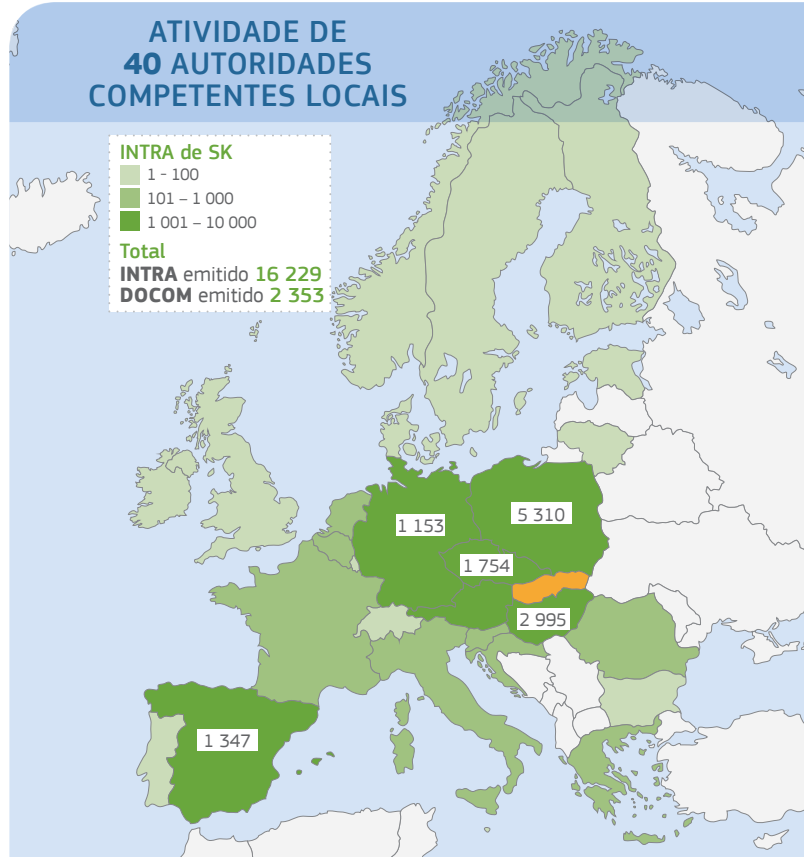 ATIVIDADE DE
40 AUTORIDADES
COMPETENTES LOCAIS
INTRA de SK
1 - 100
101 – 1 000
1 001 – 10 000
Total
INTRA emitido 16 229
DOCOM emitido 2 353
1 153
5 310
1 754
2 995
1 347